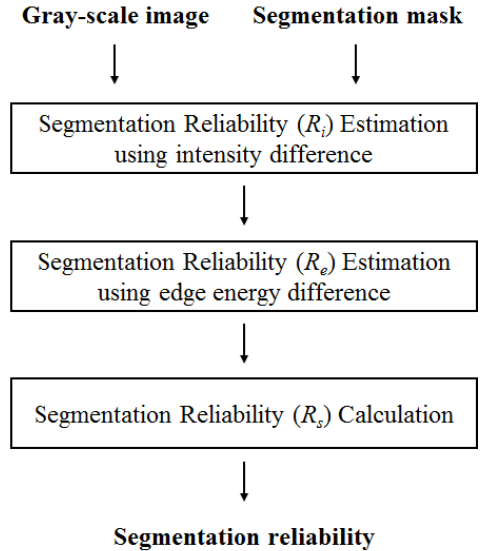 Gray-scale image Segmentation mask
Segmentation Reliability (Ri) Estimation
using intensity difference
Segmentation Reliability (Re) Estimation
using edge energy difference
Segmentation Reliability (Rs) Calculation
Segmentation reliability